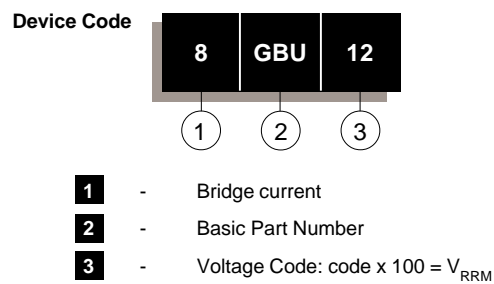 Device Code
8 GBU 12
1 2 3
1 - Bridge current
2 - Basic Part Number
3 - Voltage Code: code x 100 = V_RRM